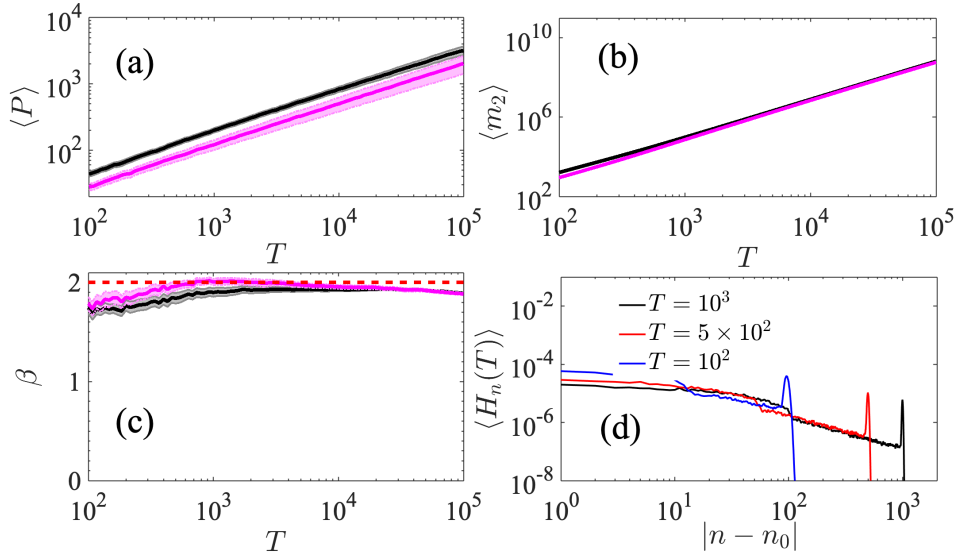 (a)
⟨P⟩
10^4
10^3
10^2
10^2 10^3 10^4 10^5
T
(b)
⟨m_2⟩
10^10
10^6
10^2
10^2 10^3 10^4 10^5
T
(c)
β
2
1
0
10^2 10^3 10^4 10^5
T
(d)
⟨H_n(T)⟩
10^-2
10^-4
10^-6
10^-8
T = 10^3
T = 5 × 10^2
T = 10^2
10^0 10^1 10^2 10^3
|n − n_0|